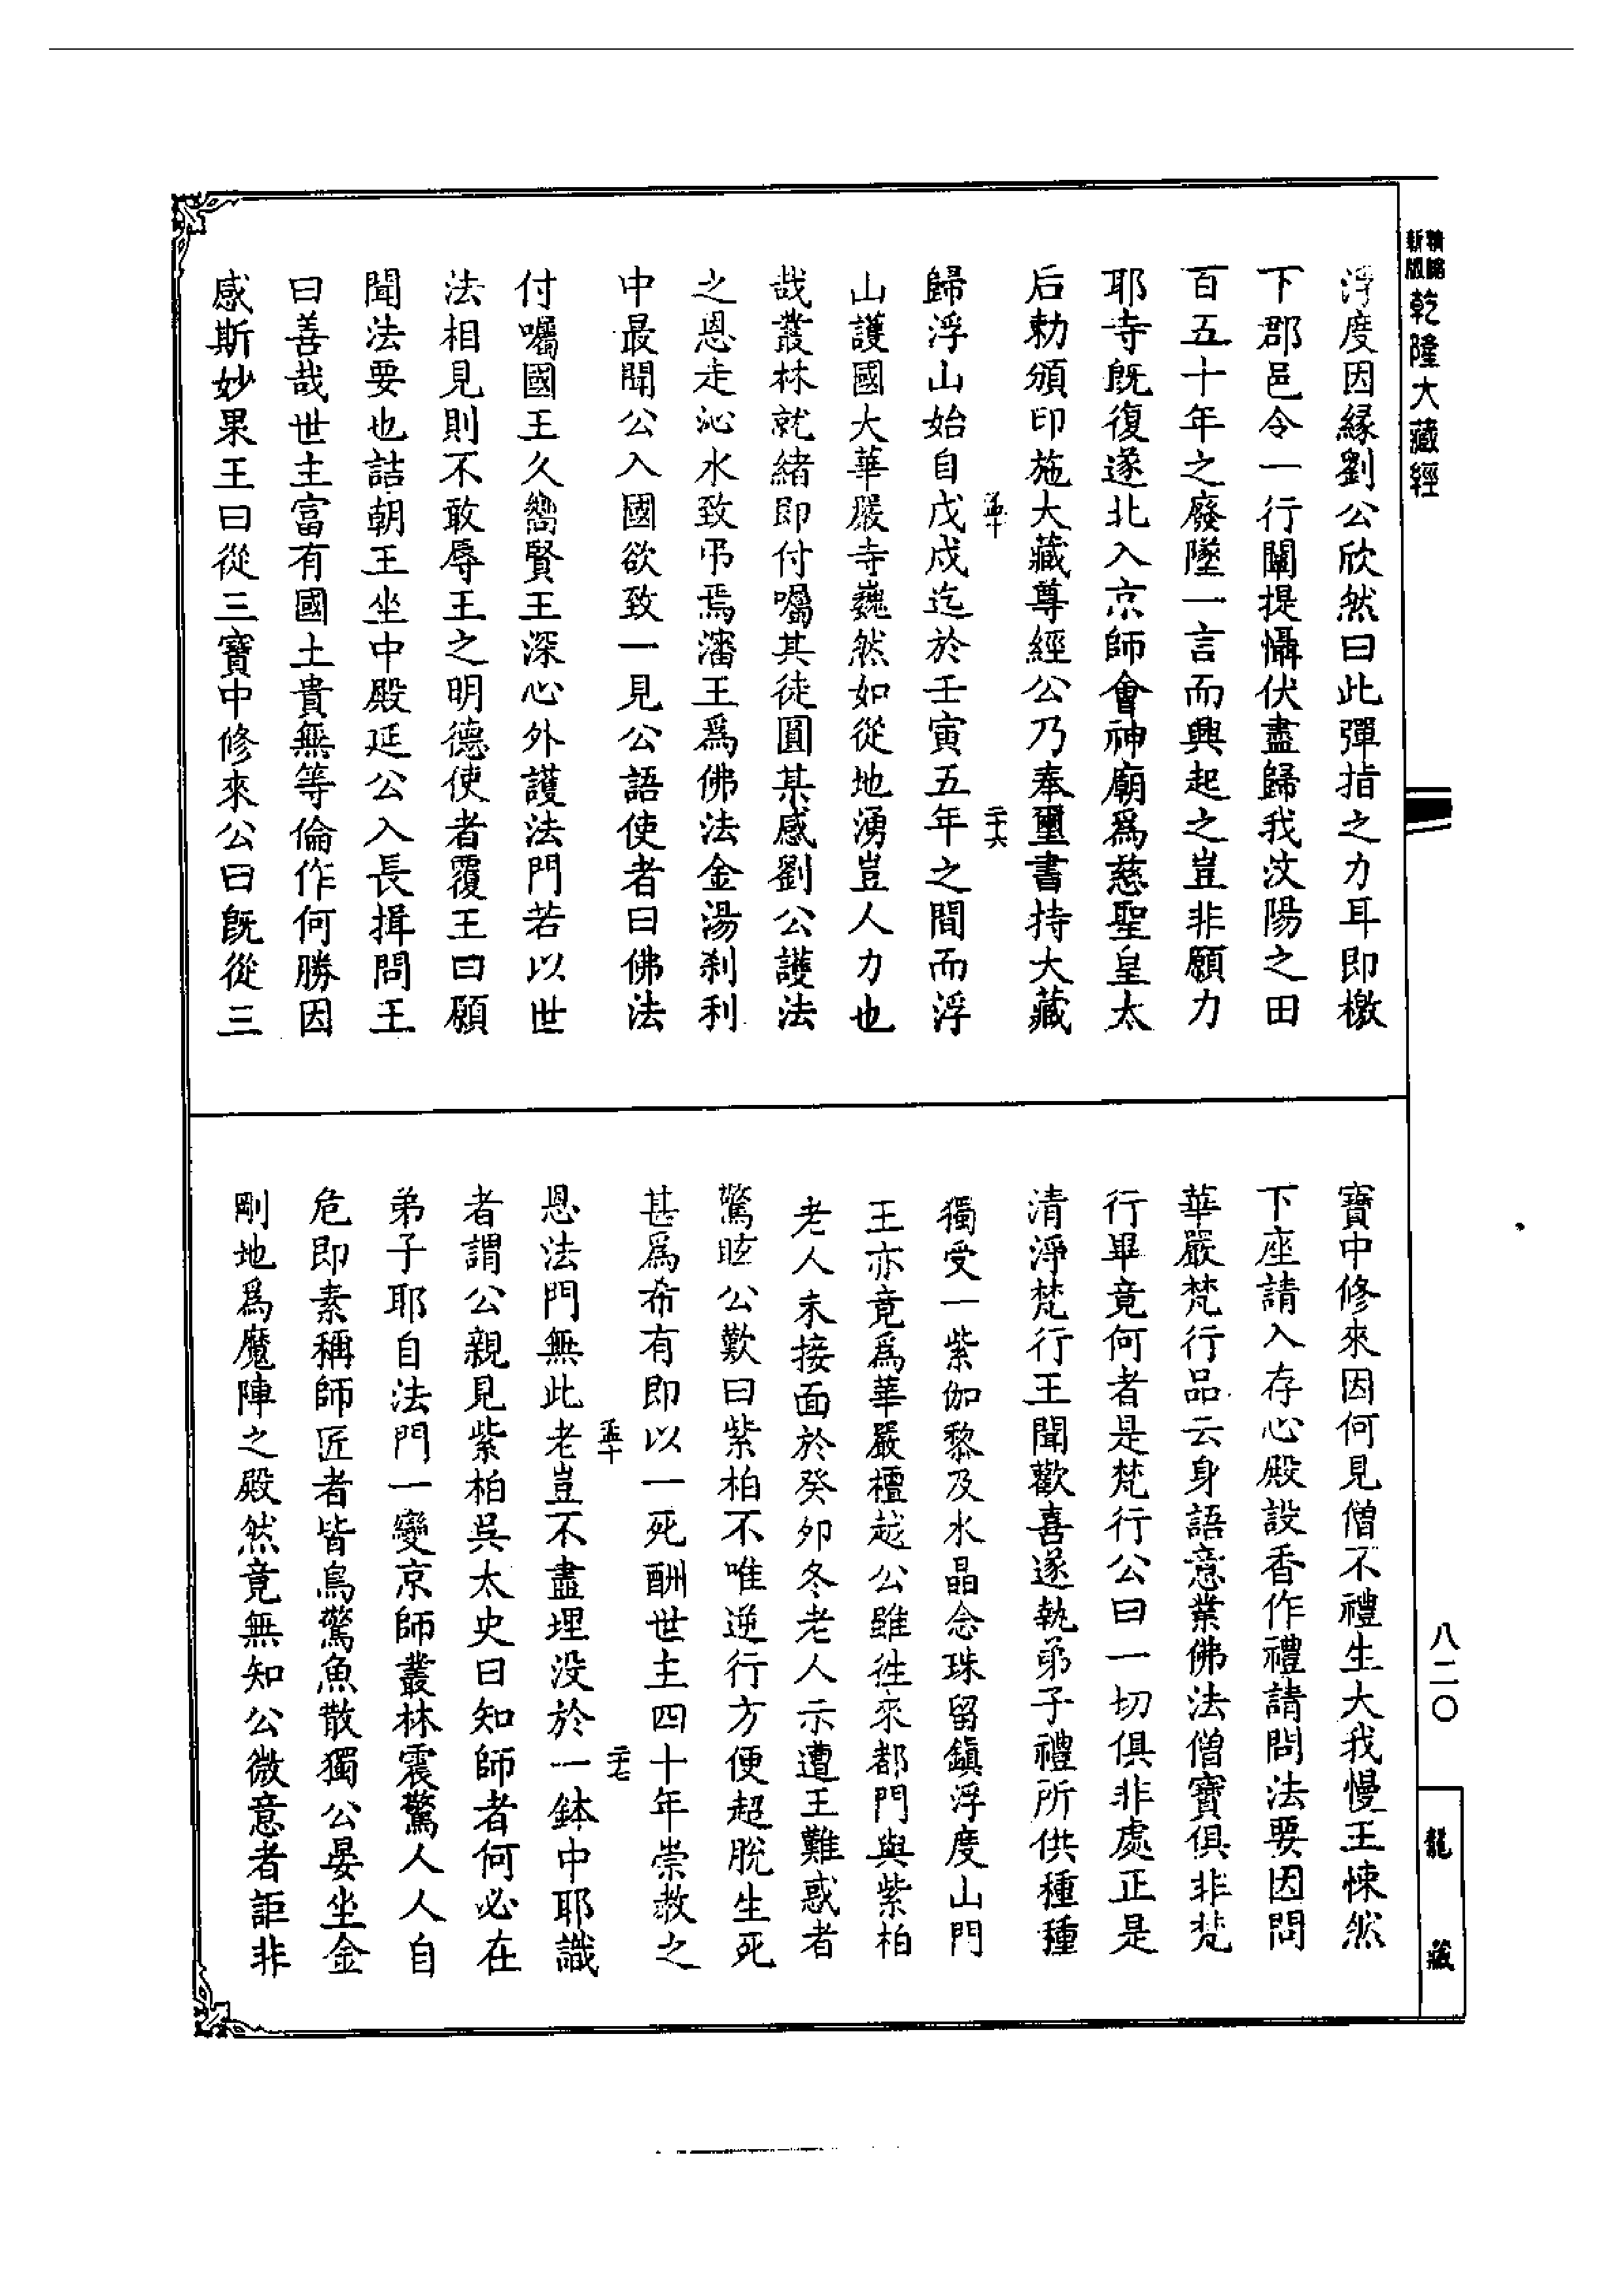 精縮
新版
乾隆大藏經
浮度因緣劉公欣然曰此彈指之力耳即檄
下郡邑令一行闡提懾伏盡歸我汶陽之田
百五十年之廢墜一言而興起之豈非願力
耶寺旣復遂北入京師會神廟爲慈聖皇太
后勅頒印施大藏尊經公乃奉璽書持大藏
歸浮山始自戊戌迄於壬寅五年之間而浮
山護國大華嚴寺巍然如從地湧豈人力也
哉叢林就緒即付囑其徒圓某感劉公護法
之恩走沁水致弔焉瀋王爲佛法金湯刹利
中最聞公入國欲致一見公語使者曰佛法
付囑國王久嚮賢王深心外護法門若以世
法相見則不敢辱王之明德使者覆王曰願
聞法要也詰朝王坐中殿延公入長揖問王
曰善哉世主富有國土貴無等倫作何勝因
感斯妙果王曰從三寶中修來公曰旣從三
二十六
寶中修來因何見僧不禮生大我慢王悚然
下座請入存心殿設香作禮請問法要因問
華嚴梵行品云身語意業佛法僧寶俱非梵
行畢竟何者是梵行公曰一切俱非處正是
清淨梵行王聞歡喜遂執弟子禮所供種種
獨受一紫伽黎及水晶念珠留鎭浮度山門
王亦竟爲華嚴檀越公雖往來都門與紫柏
老人未接面於癸卯冬老人示遭王難惑者
驚眩公歎曰紫柏不唯逆行方便超脫生死
甚爲希有即以一死酬世主四十年崇教之
恩法門無此老豈不盡埋没於一鉢中耶識
者謂公親見紫柏吳太史曰知師者何必在
弟子耶自法門一變京師叢林震驚人人自
危即素稱師匠者皆鳥驚魚散獨公晏坐金
剛地爲魔陣之殿然竟無知公微意者詎非
二十七
八二〇
龍藏